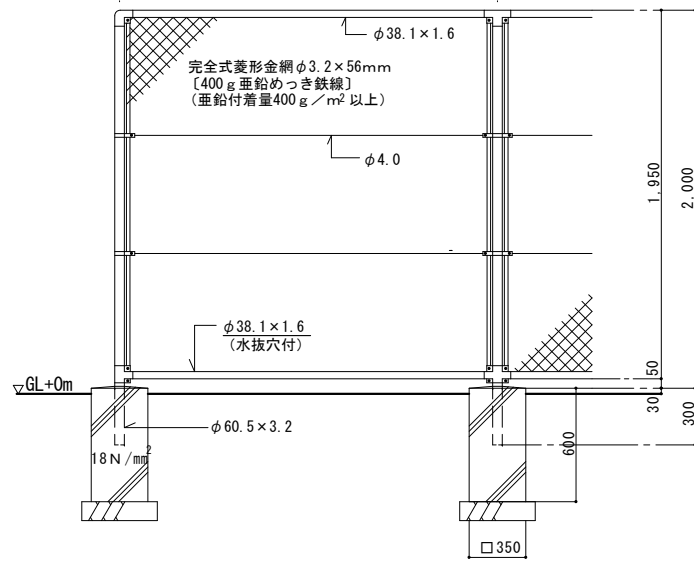 φ38.1×1.6
完全式菱形金網φ3.2×56mm
〔400ｇ亜鉛めっき鉄線〕
（亜鉛付着量400ｇ／m² 以上）
φ4.0
1,950
2,000
φ38.1×1.6
（水抜穴付）
50
GL+0m
30
300
φ60.5×3.2
600
18N/mm²
□350